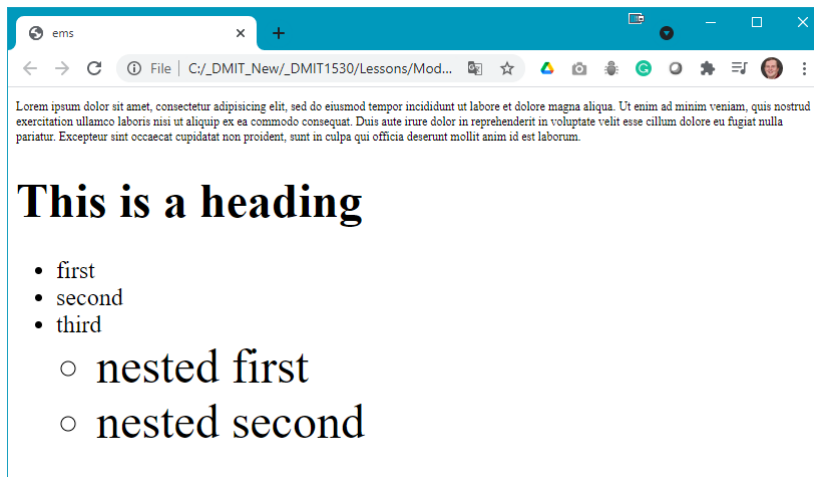 ems
File | C:/_DMIT_New/_DMIT1530/Lessons/Mod...
Lorem ipsum dolor sit amet, consectetur adipisicing elit, sed do eiusmod tempor incididunt ut labore et dolore magna aliqua. Ut enim ad minim veniam, quis nostrud
exercitation ullamco laboris nisi ut aliquip ex ea commodo consequat. Duis aute irure dolor in reprehenderit in voluptate velit esse cillum dolore eu fugiat nulla
pariatur. Excepteur sint occaecat cupidatat non proident, sunt in culpa qui officia deserunt mollit anim id est laborum.
This is a heading
first
second
third
nested first
nested second